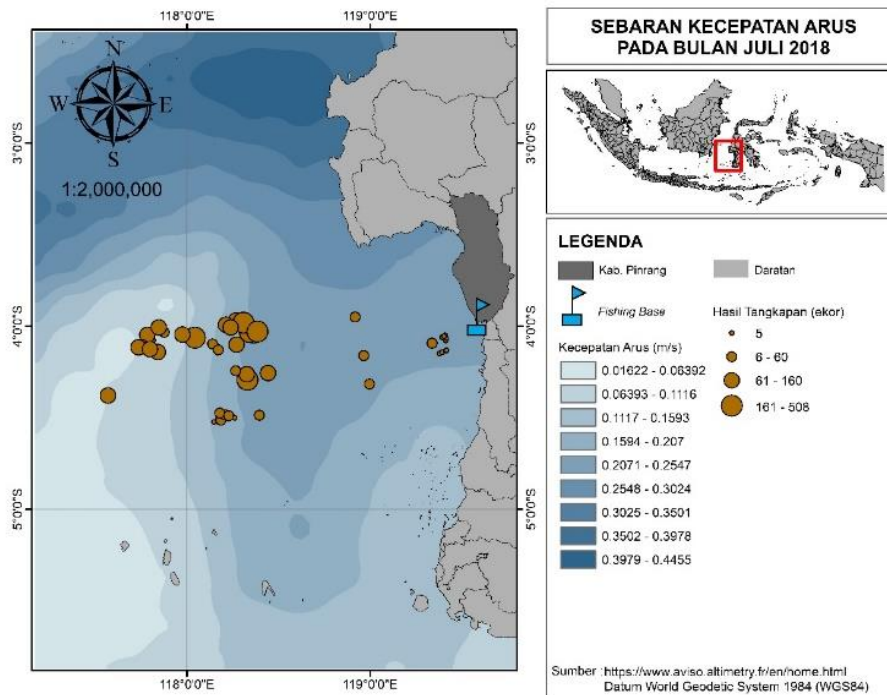 118°0'0"E 119°0'0"E
N
W E
S
1:2,000,000
3°0'0"S 3°0'0"S
4°0'0"S 4°0'0"S
5°0'0"S 5°0'0"S
118°0'0"E 119°0'0"E
SEBARAN KECEPATAN ARUS
PADA BULAN JULI 2018
LEGENDA
Kab. Pinrang Daratan
Fishing Base
Hasil Tangkapan (ekor)
5
6 - 60
61 - 160
161 - 508
Kecepatan Arus (m/s)
0.01622 - 0.06392
0.06393 - 0.1116
0.1117 - 0.1593
0.1594 - 0.207
0.2071 - 0.2547
0.2548 - 0.3024
0.3025 - 0.3501
0.3502 - 0.3978
0.3979 - 0.4455
Sumber : https://www.aviso.altimetry.fr/en/home.html
Datum World Geodetic System 1984 (WGS84)